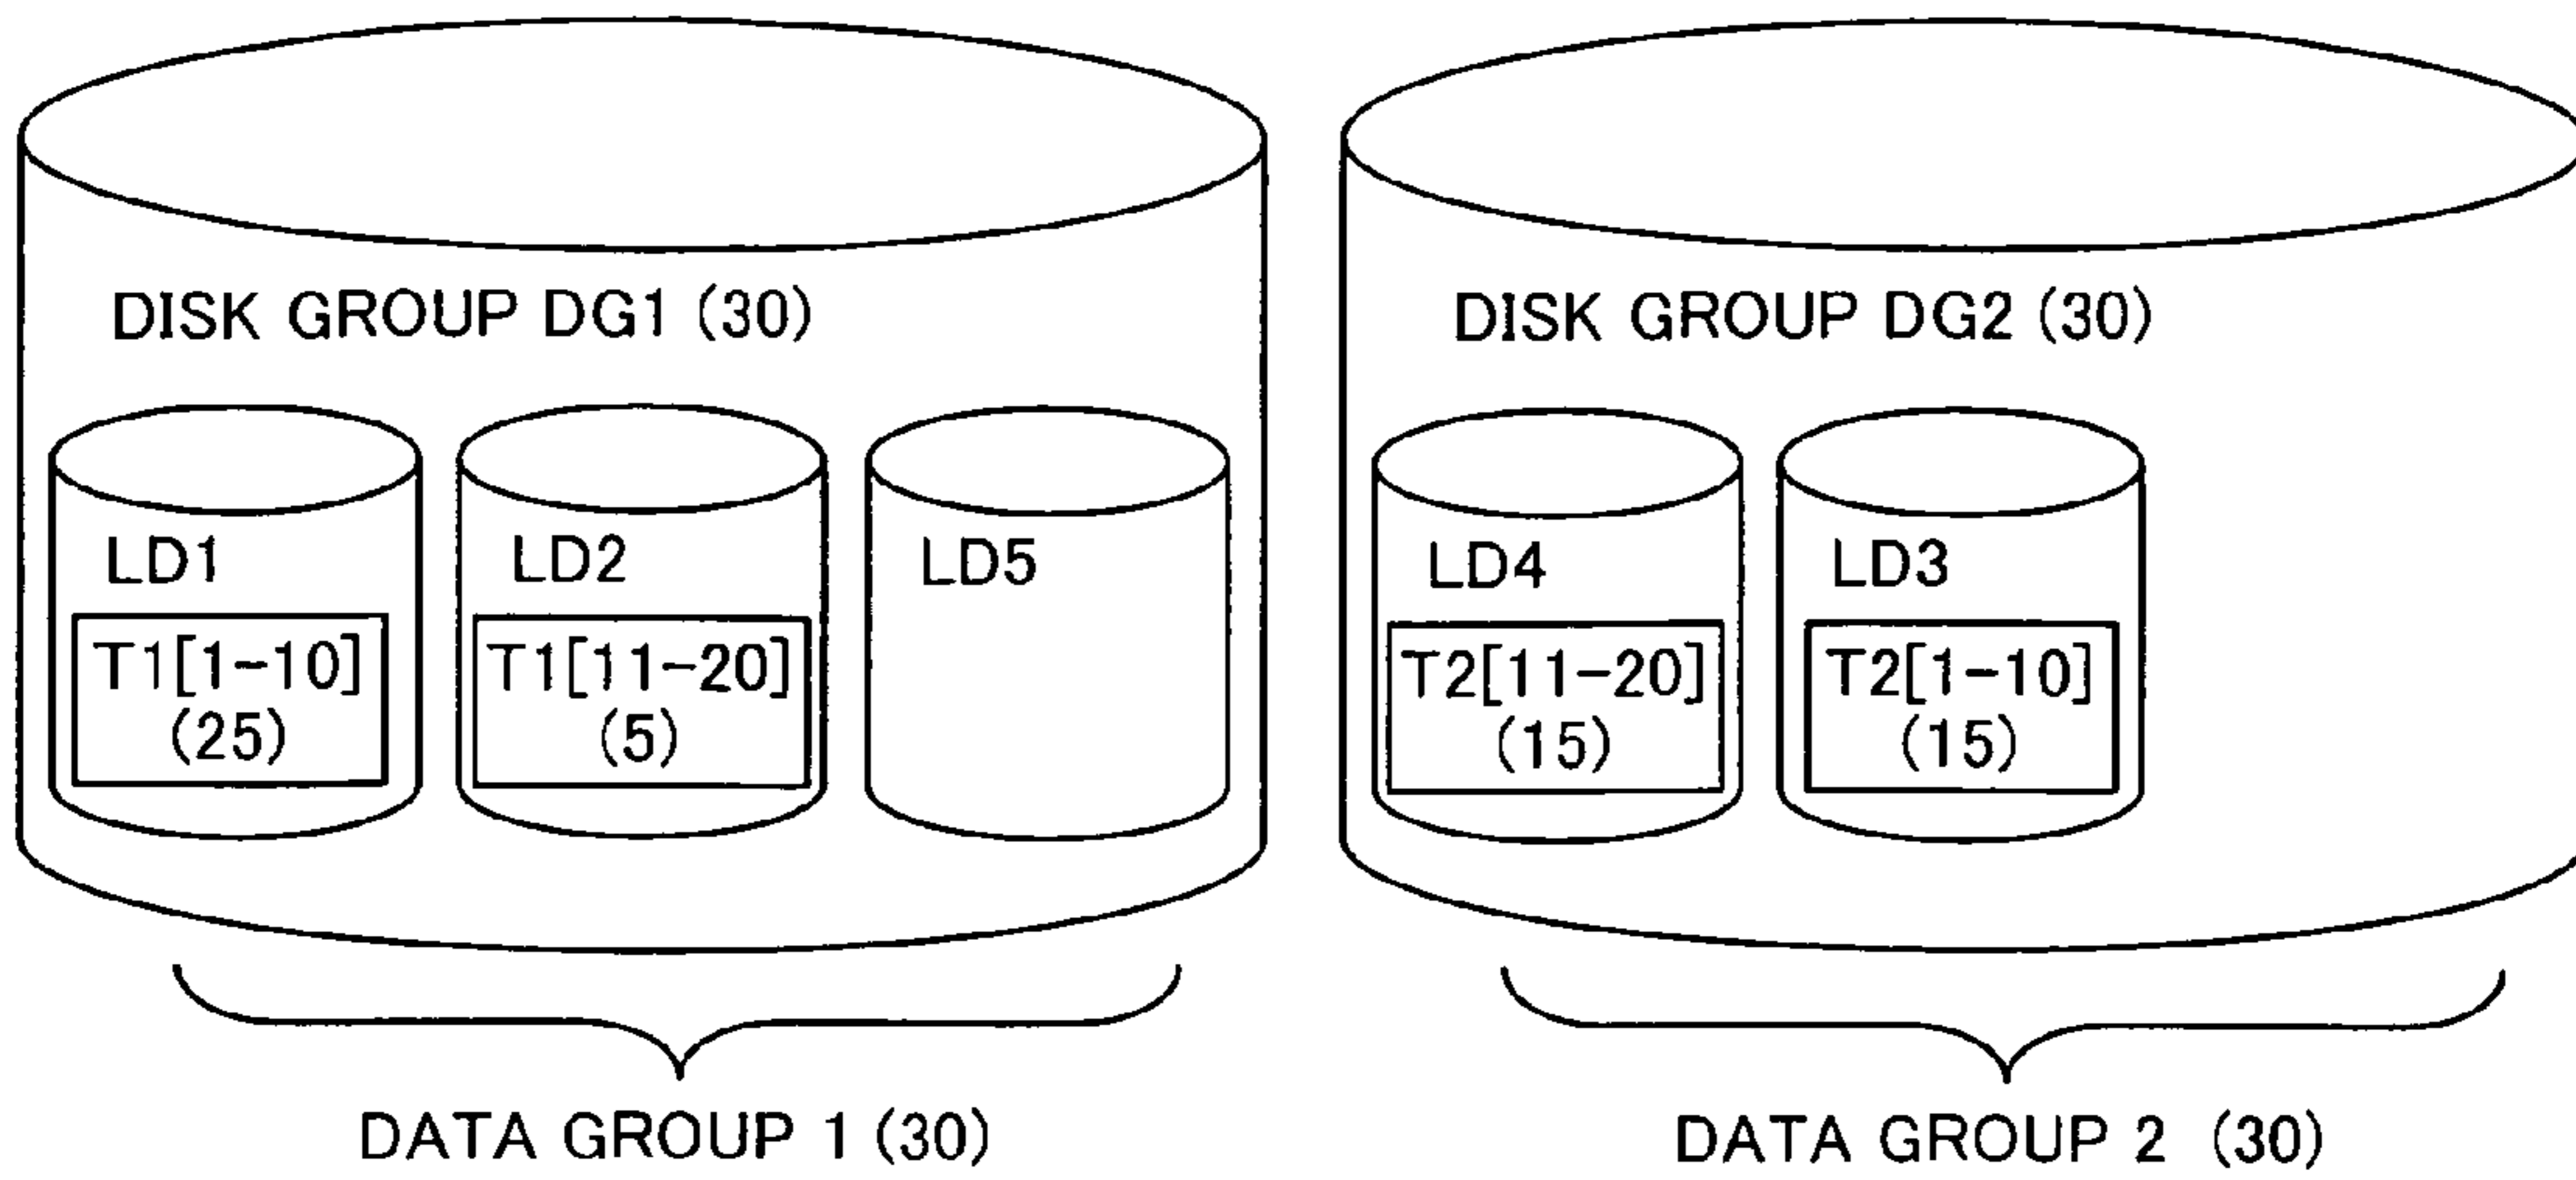 DISK GROUP DG1 (30)
LD1
T1[1-10]
(25)
LD2
T1[11-20]
(5)
LD5
DATA GROUP 1 (30)
DISK GROUP DG2 (30)
LD4
T2[11-20]
(15)
LD3
T2[1-10]
(15)
DATA GROUP 2 (30)